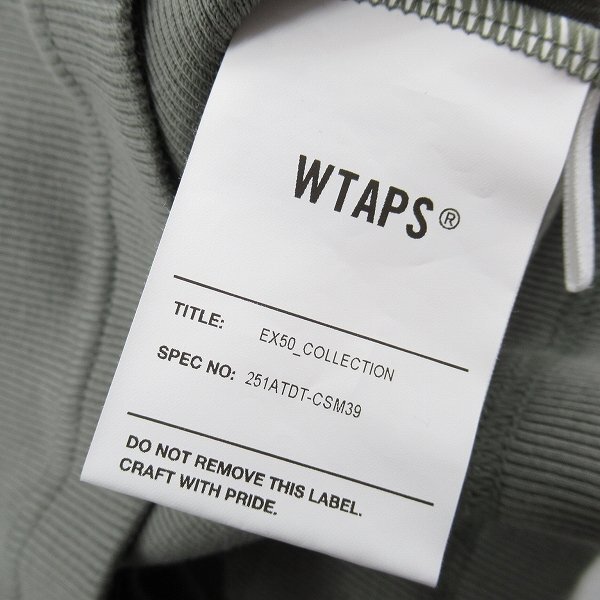 WTAPS®
TITLE: EX50_COLLECTION
SPEC NO: 251ATDT-CSM39
DO NOT REMOVE THIS LABEL.
CRAFT WITH PRIDE.